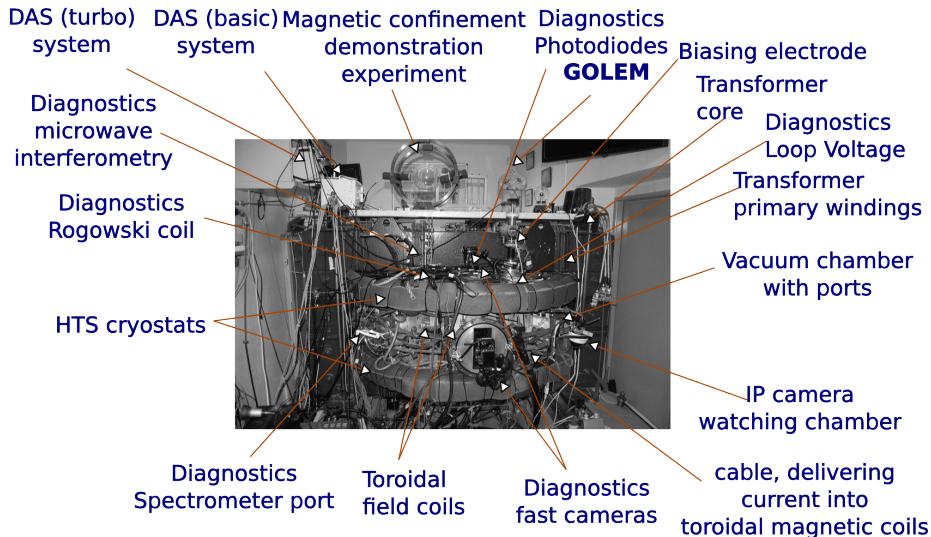 DAS (turbo)
system
DAS (basic)
system
Magnetic confinement
demonstration
experiment
Diagnostics
Photodiodes
GOLEM
Biasing electrode
Transformer
core
Diagnostics
Loop Voltage
Transformer
primary windings
Diagnostics
microwave
interferometry
Diagnostics
Rogowski coil
Vacuum chamber
with ports
HTS cryostats
IP camera
watching chamber
Diagnostics
Spectrometer port
Toroidal
field coils
Diagnostics
fast cameras
cable, delivering
current into
toroidal magnetic coils